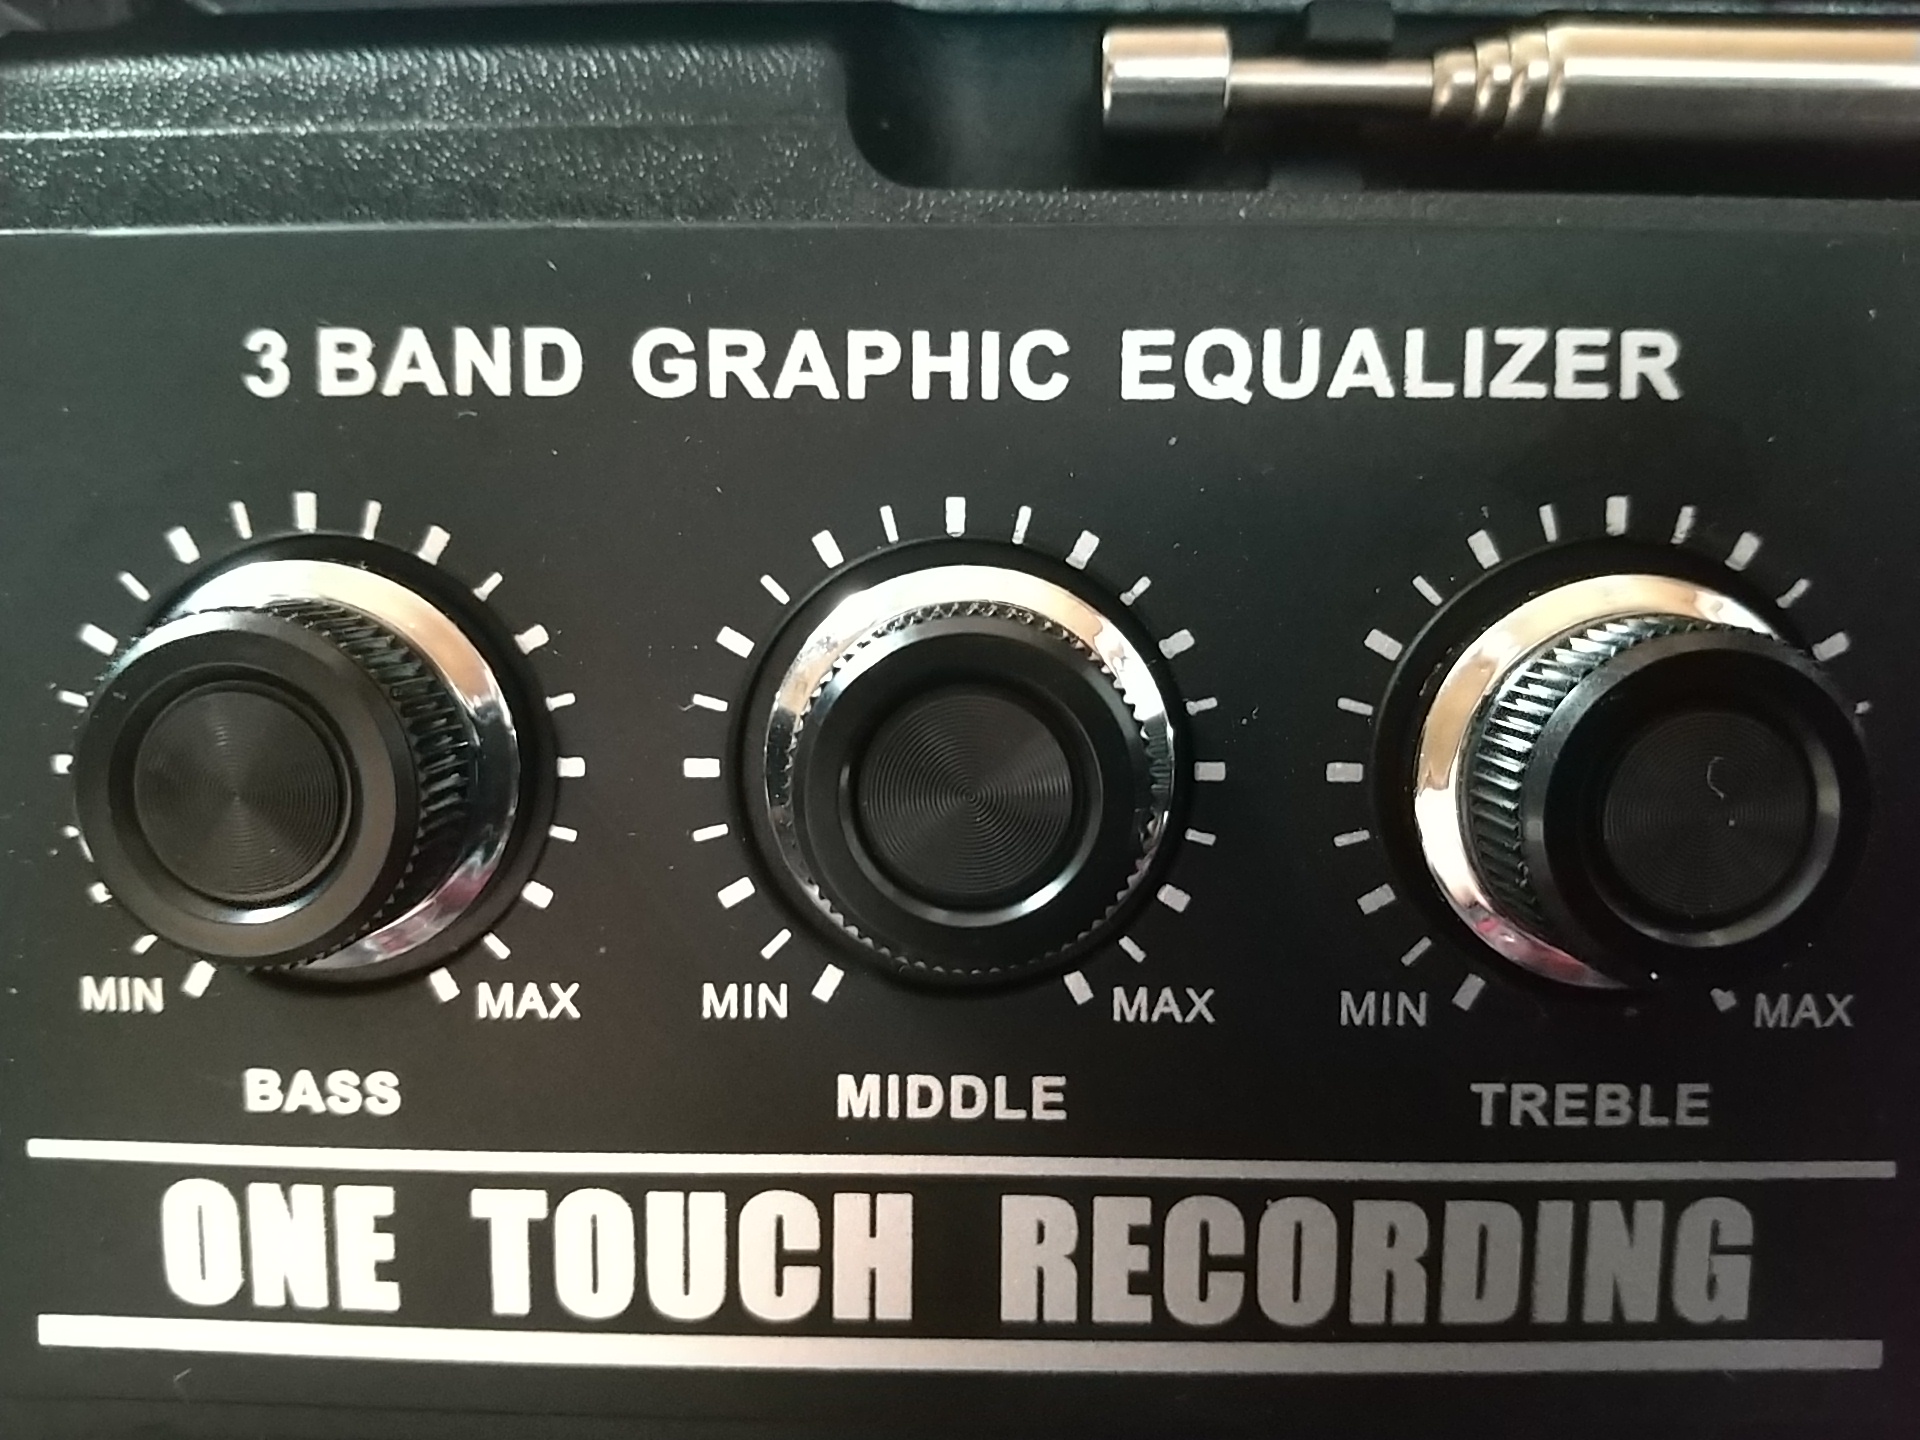 3 BAND GRAPHIC EQUALIZER
MIN MAX MIN MAX MIN MAX
BASS MIDDLE TREBLE
ONE TOUCH RECORDING